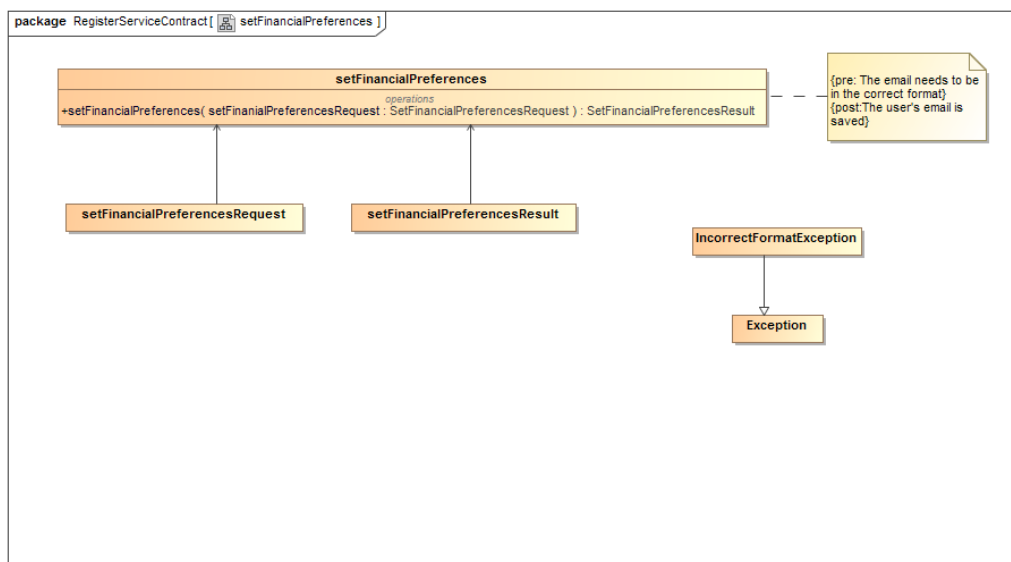 package RegisterServiceContract [ setFinancialPreferences ]
setFinancialPreferences
operations
+setFinancialPreferences( setFinanialPreferencesRequest : SetFinancialPreferencesRequest ) : SetFinancialPreferencesResult
{pre: The email needs to be
in the correct format}
{post:The user's email is
saved}
setFinancialPreferencesRequest
setFinancialPreferencesResult
IncorrectFormatException
Exception